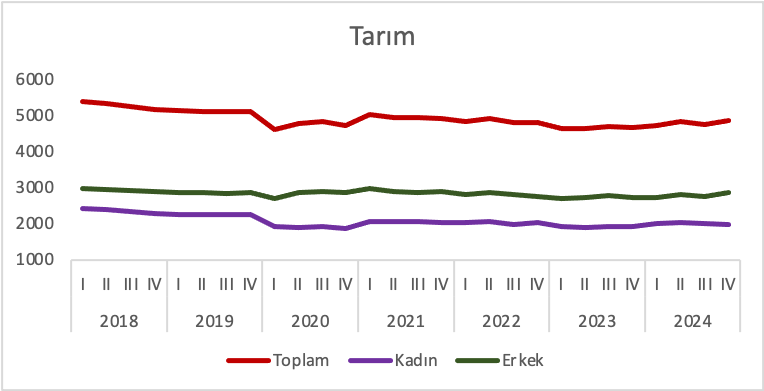 Tarım
6000
5000
4000
3000
2000
1000
I II III IV I II III IV I II III IV I II III IV I II III IV I II III IV I II III IV
2018 2019 2020 2021 2022 2023 2024
Toplam Kadın Erkek